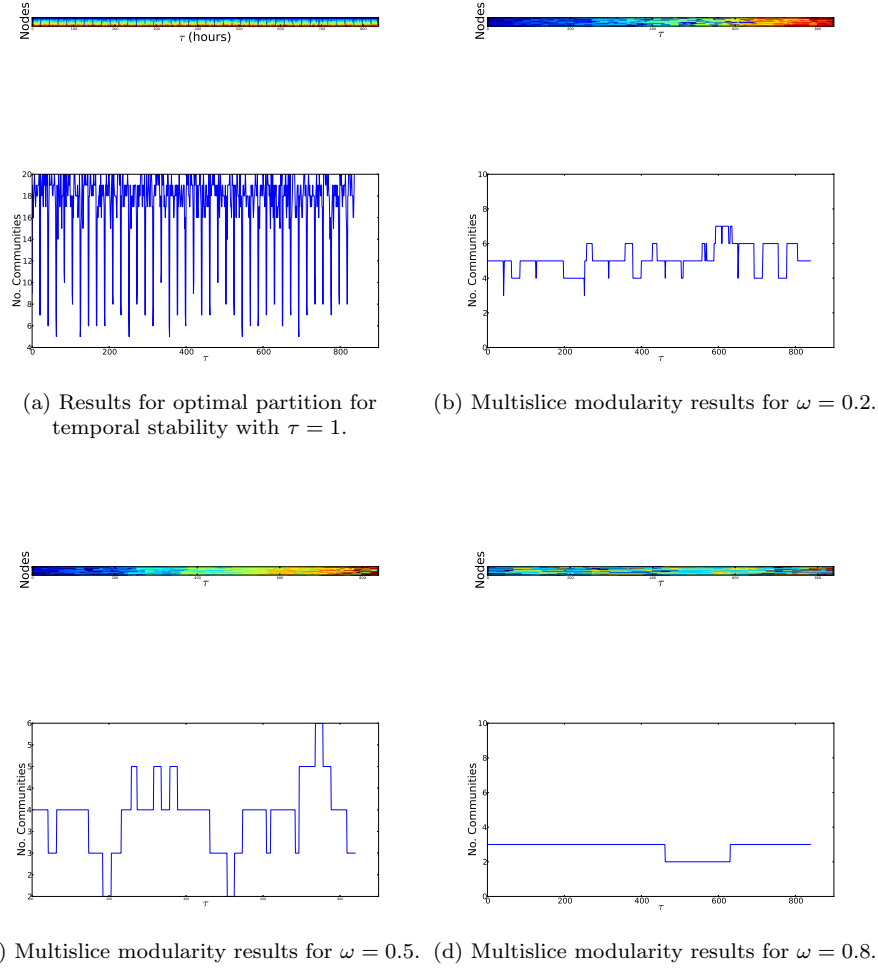 Nodes
τ (hours)
Nodes
τ
No. Communities
20
18
16
14
12
10
8
6
4
0 200 400 600 800
τ
No. Communities
10
8
6
4
2
0
0 200 400 600 800
τ
(a) Results for optimal partition for
temporal stability with τ = 1.
(b) Multislice modularity results for ω = 0.2.
Nodes
τ
Nodes
τ
No. Communities
6
5
5
4
4
3
3
2
2
τ
No. Communities
10
8
6
4
2
0
0 200 400 600 800
τ
) Multislice modularity results for ω = 0.5.
(d) Multislice modularity results for ω = 0.8.